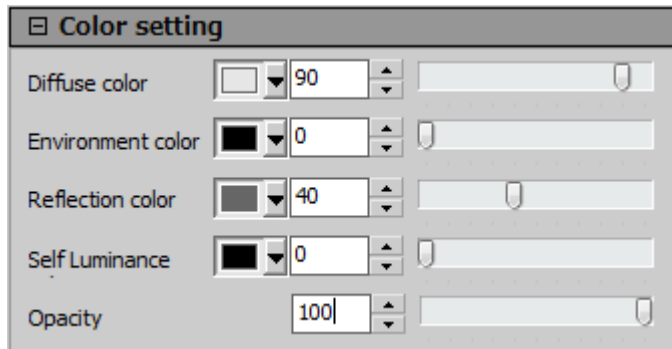 Color setting
Diffuse color 90
Environment color 0
Reflection color 40
Self Luminance 0
Opacity 100